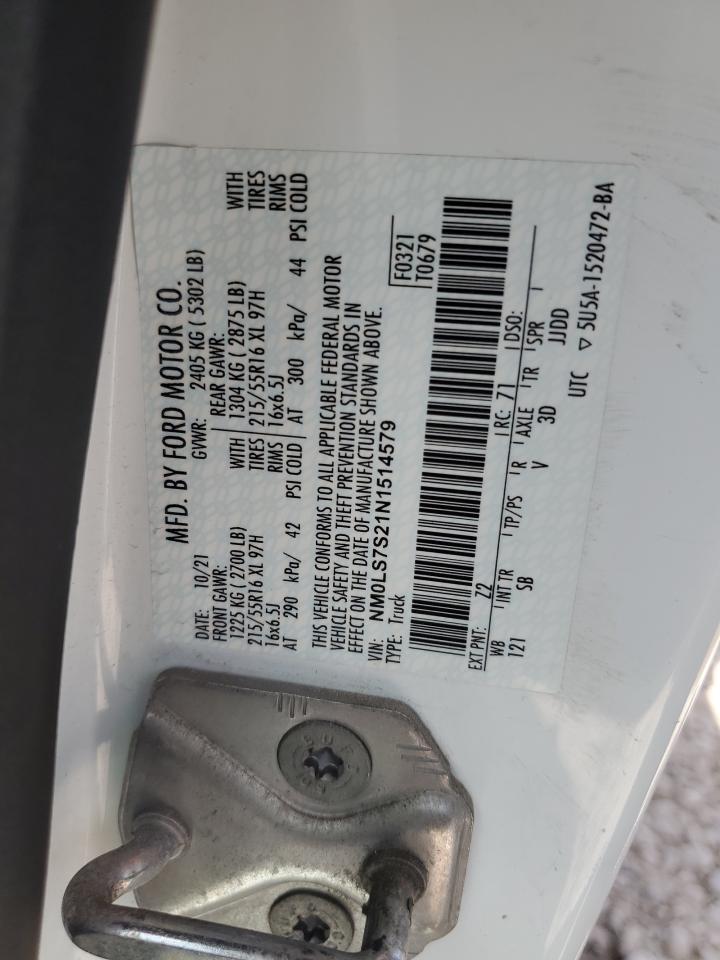 MFD. BY FORD MOTOR CO.
DATE: 10/21 GVWR: 2405 KG ( 5302 LB)
FRONT GAWR: REAR GAWR:
1225 KG ( 2700 LB) WITH 1304 KG ( 2875 LB) WITH
215/55R16 XL 97H TIRES 215/55R16 XL 97H TIRES
16x6.5J RIMS 16x6.5J RIMS
AT 290 kPa/ 42 PSI COLD AT 300 kPa/ 44 PSI COLD
THIS VEHICLE CONFORMS TO ALL APPLICABLE FEDERAL MOTOR
VEHICLE SAFETY AND THEFT PREVENTION STANDARDS IN
EFFECT ON THE DATE OF MANUFACTURE SHOWN ABOVE.
VIN: NM0LS7S21N1514579
TYPE: Truck
F0321
T0679
EXT PNT: Z2 RC: 71 DSO:
WB INT TR TP/PS R AXLE TR SPR
121 SB V 3D JJDD
UTC ▽ 5U5A-1520472-BA